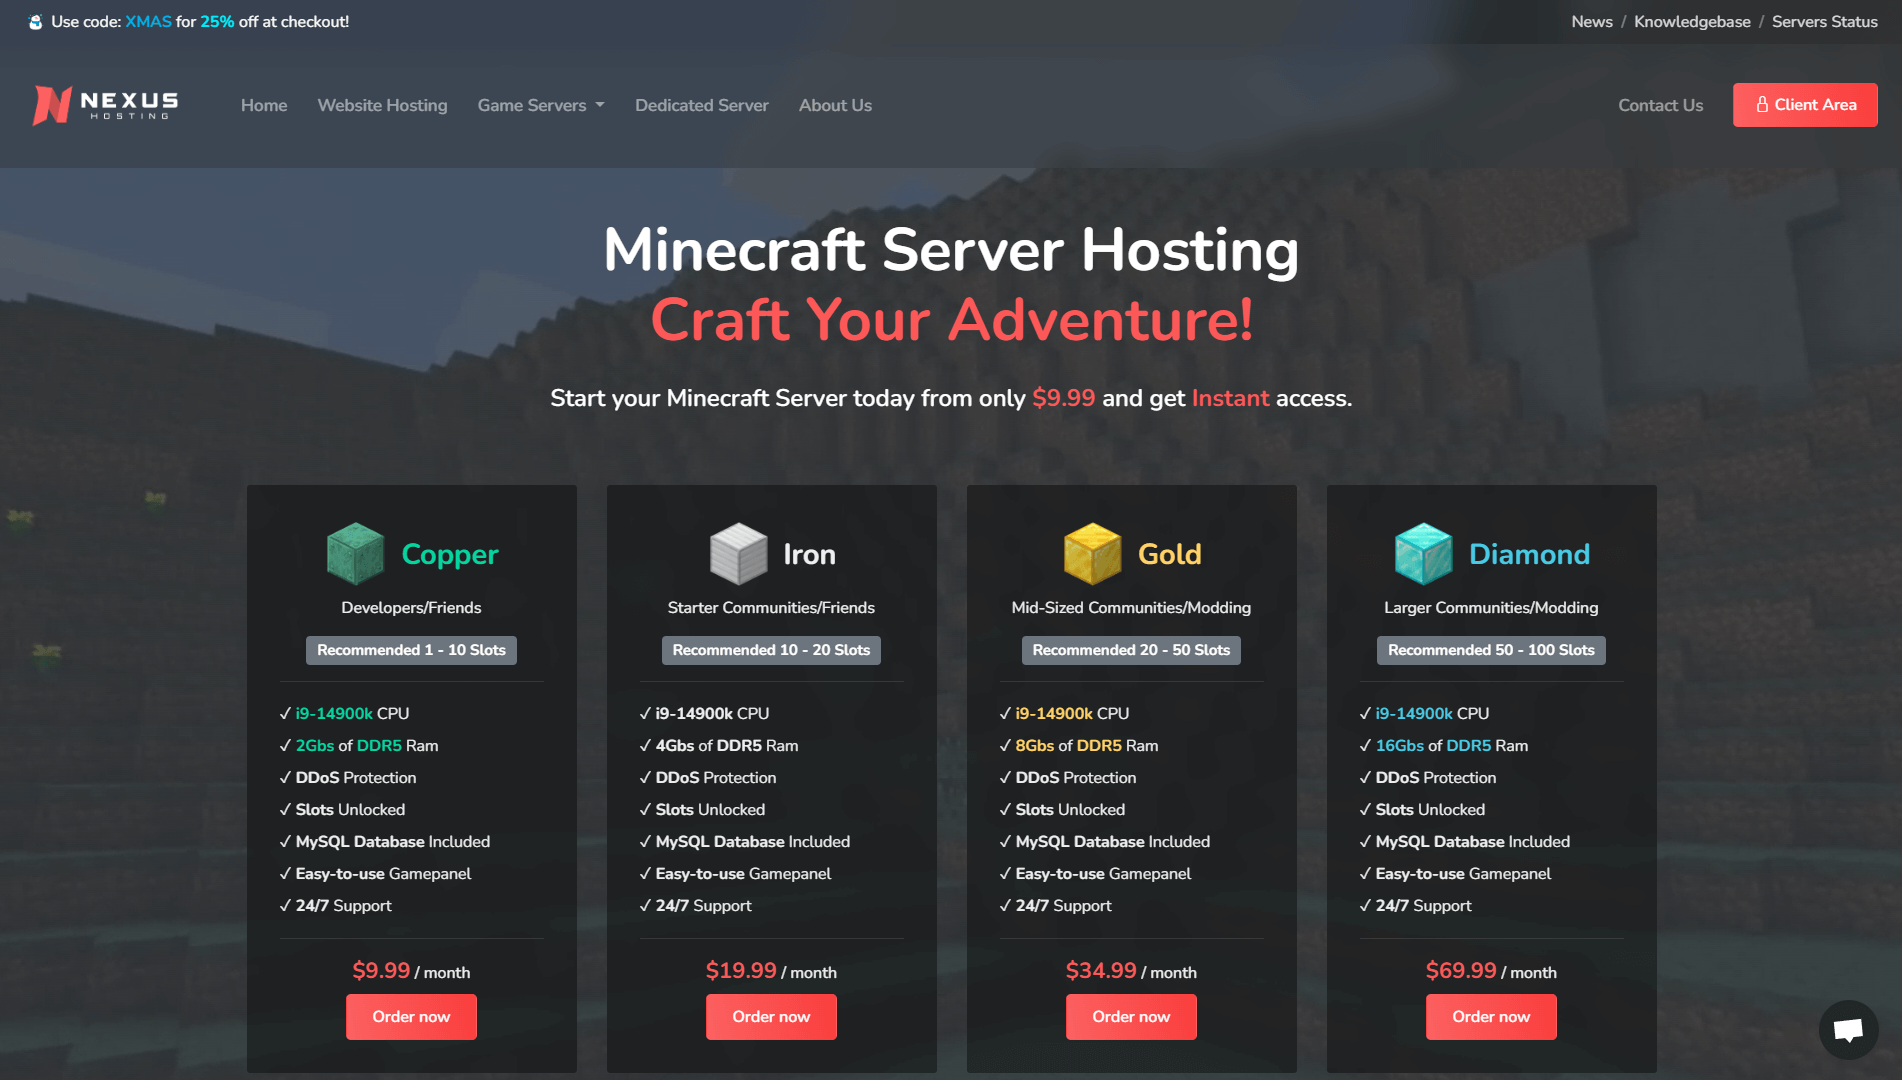 Use code: XMAS for 25% off at checkout!
News / Knowledgebase / Servers Status
NEXUS
HOSTING
Home
Website Hosting
Game Servers
Dedicated Server
About Us
Contact Us
Client Area
Minecraft Server Hosting
Craft Your Adventure!
Start your Minecraft Server today from only $9.99 and get Instant access.
Copper
Developers/Friends
Recommended 1 - 10 Slots
✓ i9-14900k CPU
✓ 2Gbs of DDR5 Ram
✓ DDoS Protection
✓ Slots Unlocked
✓ MySQL Database Included
✓ Easy-to-use Gamepanel
✓ 24/7 Support
$9.99 / month
Order now
Iron
Starter Communities/Friends
Recommended 10 - 20 Slots
✓ i9-14900k CPU
✓ 4Gbs of DDR5 Ram
✓ DDoS Protection
✓ Slots Unlocked
✓ MySQL Database Included
✓ Easy-to-use Gamepanel
✓ 24/7 Support
$19.99 / month
Order now
Gold
Mid-Sized Communities/Modding
Recommended 20 - 50 Slots
✓ i9-14900k CPU
✓ 8Gbs of DDR5 Ram
✓ DDoS Protection
✓ Slots Unlocked
✓ MySQL Database Included
✓ Easy-to-use Gamepanel
✓ 24/7 Support
$34.99 / month
Order now
Diamond
Larger Communities/Modding
Recommended 50 - 100 Slots
✓ i9-14900k CPU
✓ 16Gbs of DDR5 Ram
✓ DDoS Protection
✓ Slots Unlocked
✓ MySQL Database Included
✓ Easy-to-use Gamepanel
✓ 24/7 Support
$69.99 / month
Order now